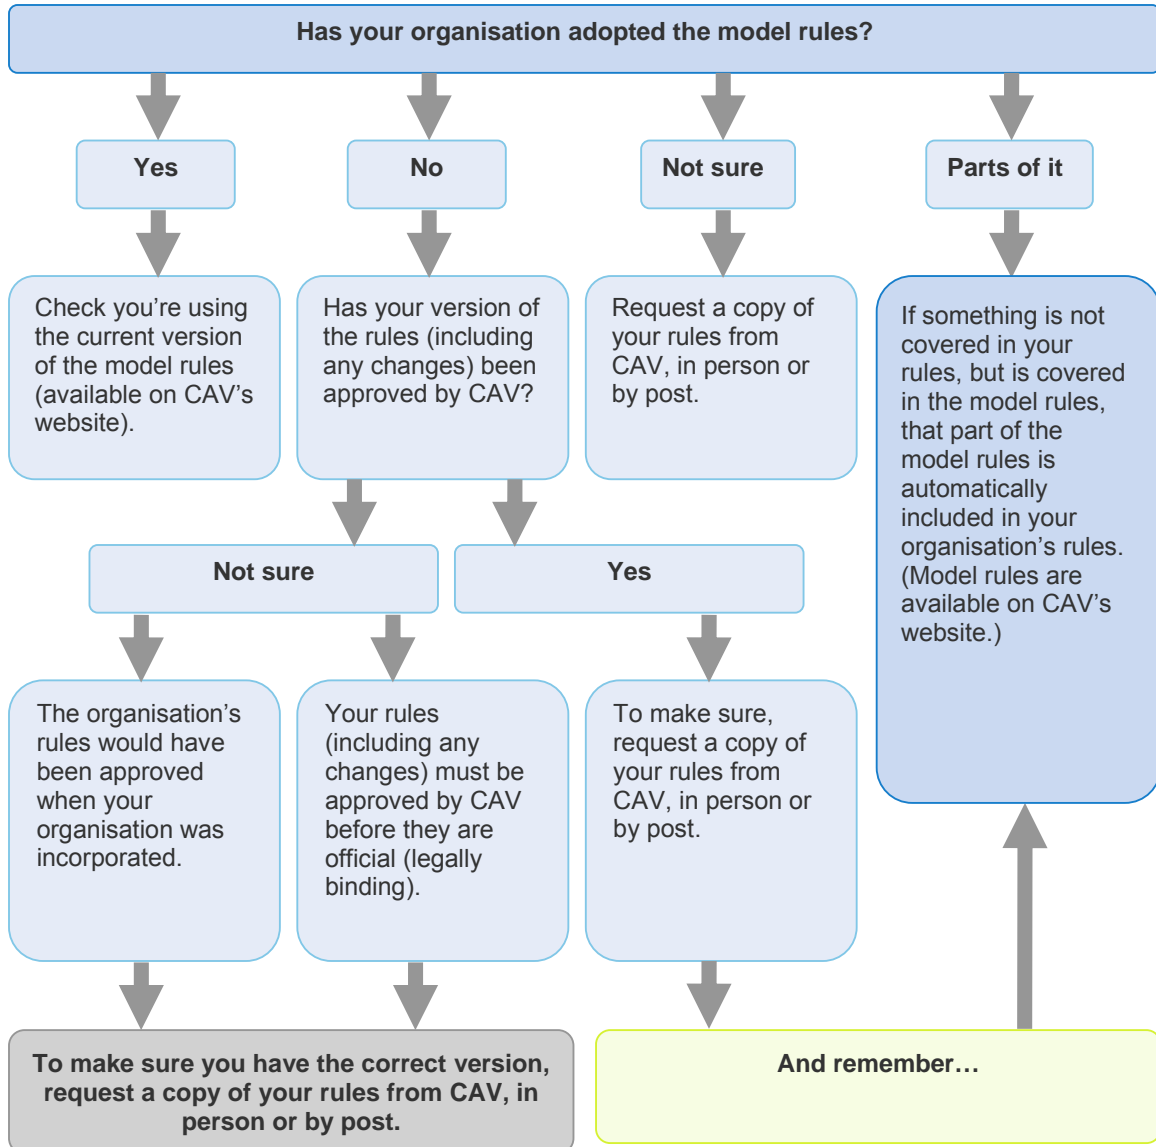 Has your organisation adopted the model rules?
Yes
No
Not sure
Parts of it
Check you're using
the current version
of the model rules
(available on CAV's
website).
Has your version of
the rules (including
any changes) been
approved by CAV?
Request a copy of
your rules from
CAV, in person or
by post.
If something is not
covered in your
rules, but is covered
in the model rules,
that part of the
model rules is
automatically
included in your
organisation's rules.
(Model rules are
available on CAV's
website.)
Not sure
Yes
The organisation's
rules would have
been approved
when your
organisation was
incorporated.
Your rules
(including any
changes) must be
approved by CAV
before they are
official (legally
binding).
To make sure,
request a copy of
your rules from
CAV, in person or
by post.
To make sure you have the correct version,
request a copy of your rules from CAV, in
person or by post.
And remember…